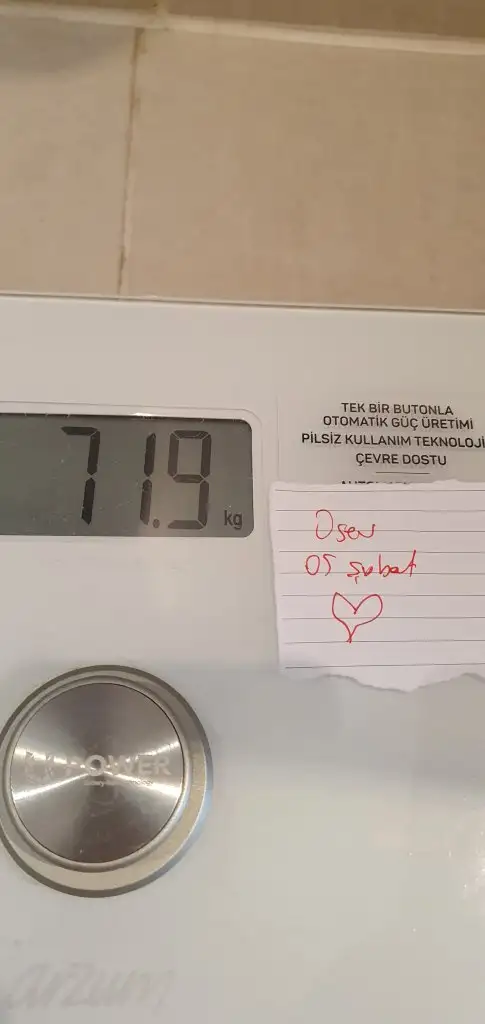 TEK BİR BUTONLA
OTOMATİK GÜÇ ÜRETİMİ
PİLSİZ KULLANIM TEKNOLOJİ
ÇEVRE DOSTU
71.9 kg
05 şubat
POWER
arzum